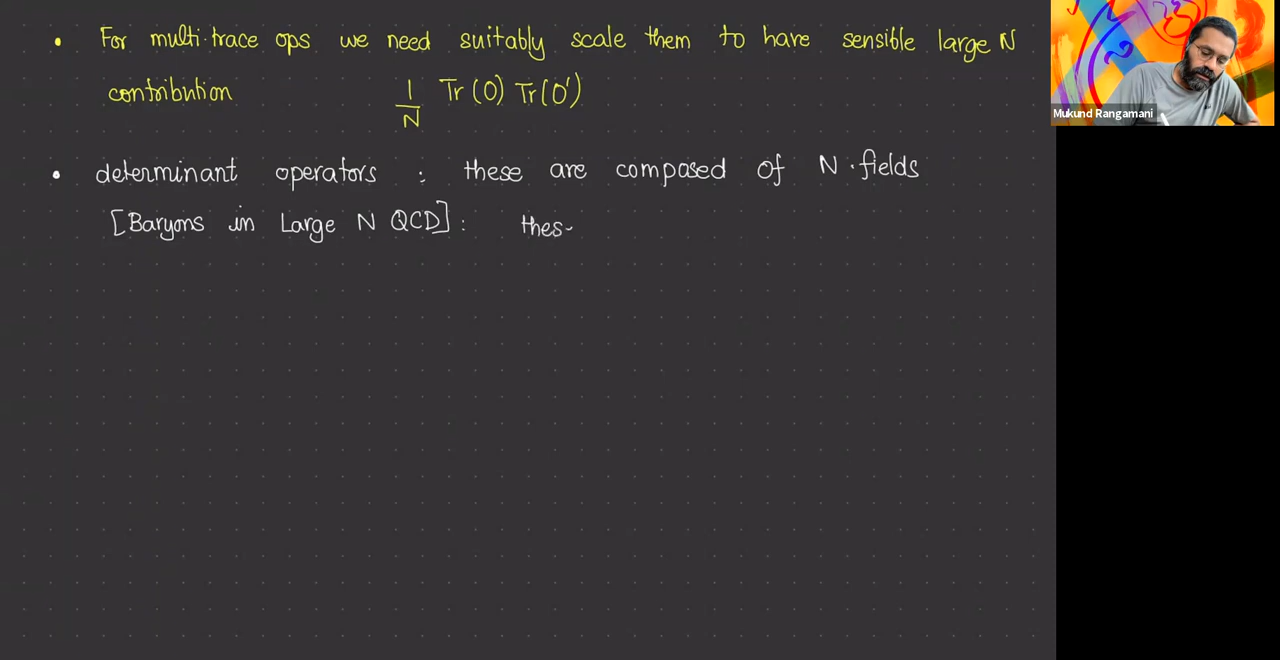 • For multi-trace ops we need suitably scale them to have sensible large N
contribution 1/N Tr(O) Tr(O')
• determinant operators : these are composed of N-fields
[Baryons in Large N QCD] : thes-
Mukund Rangamani